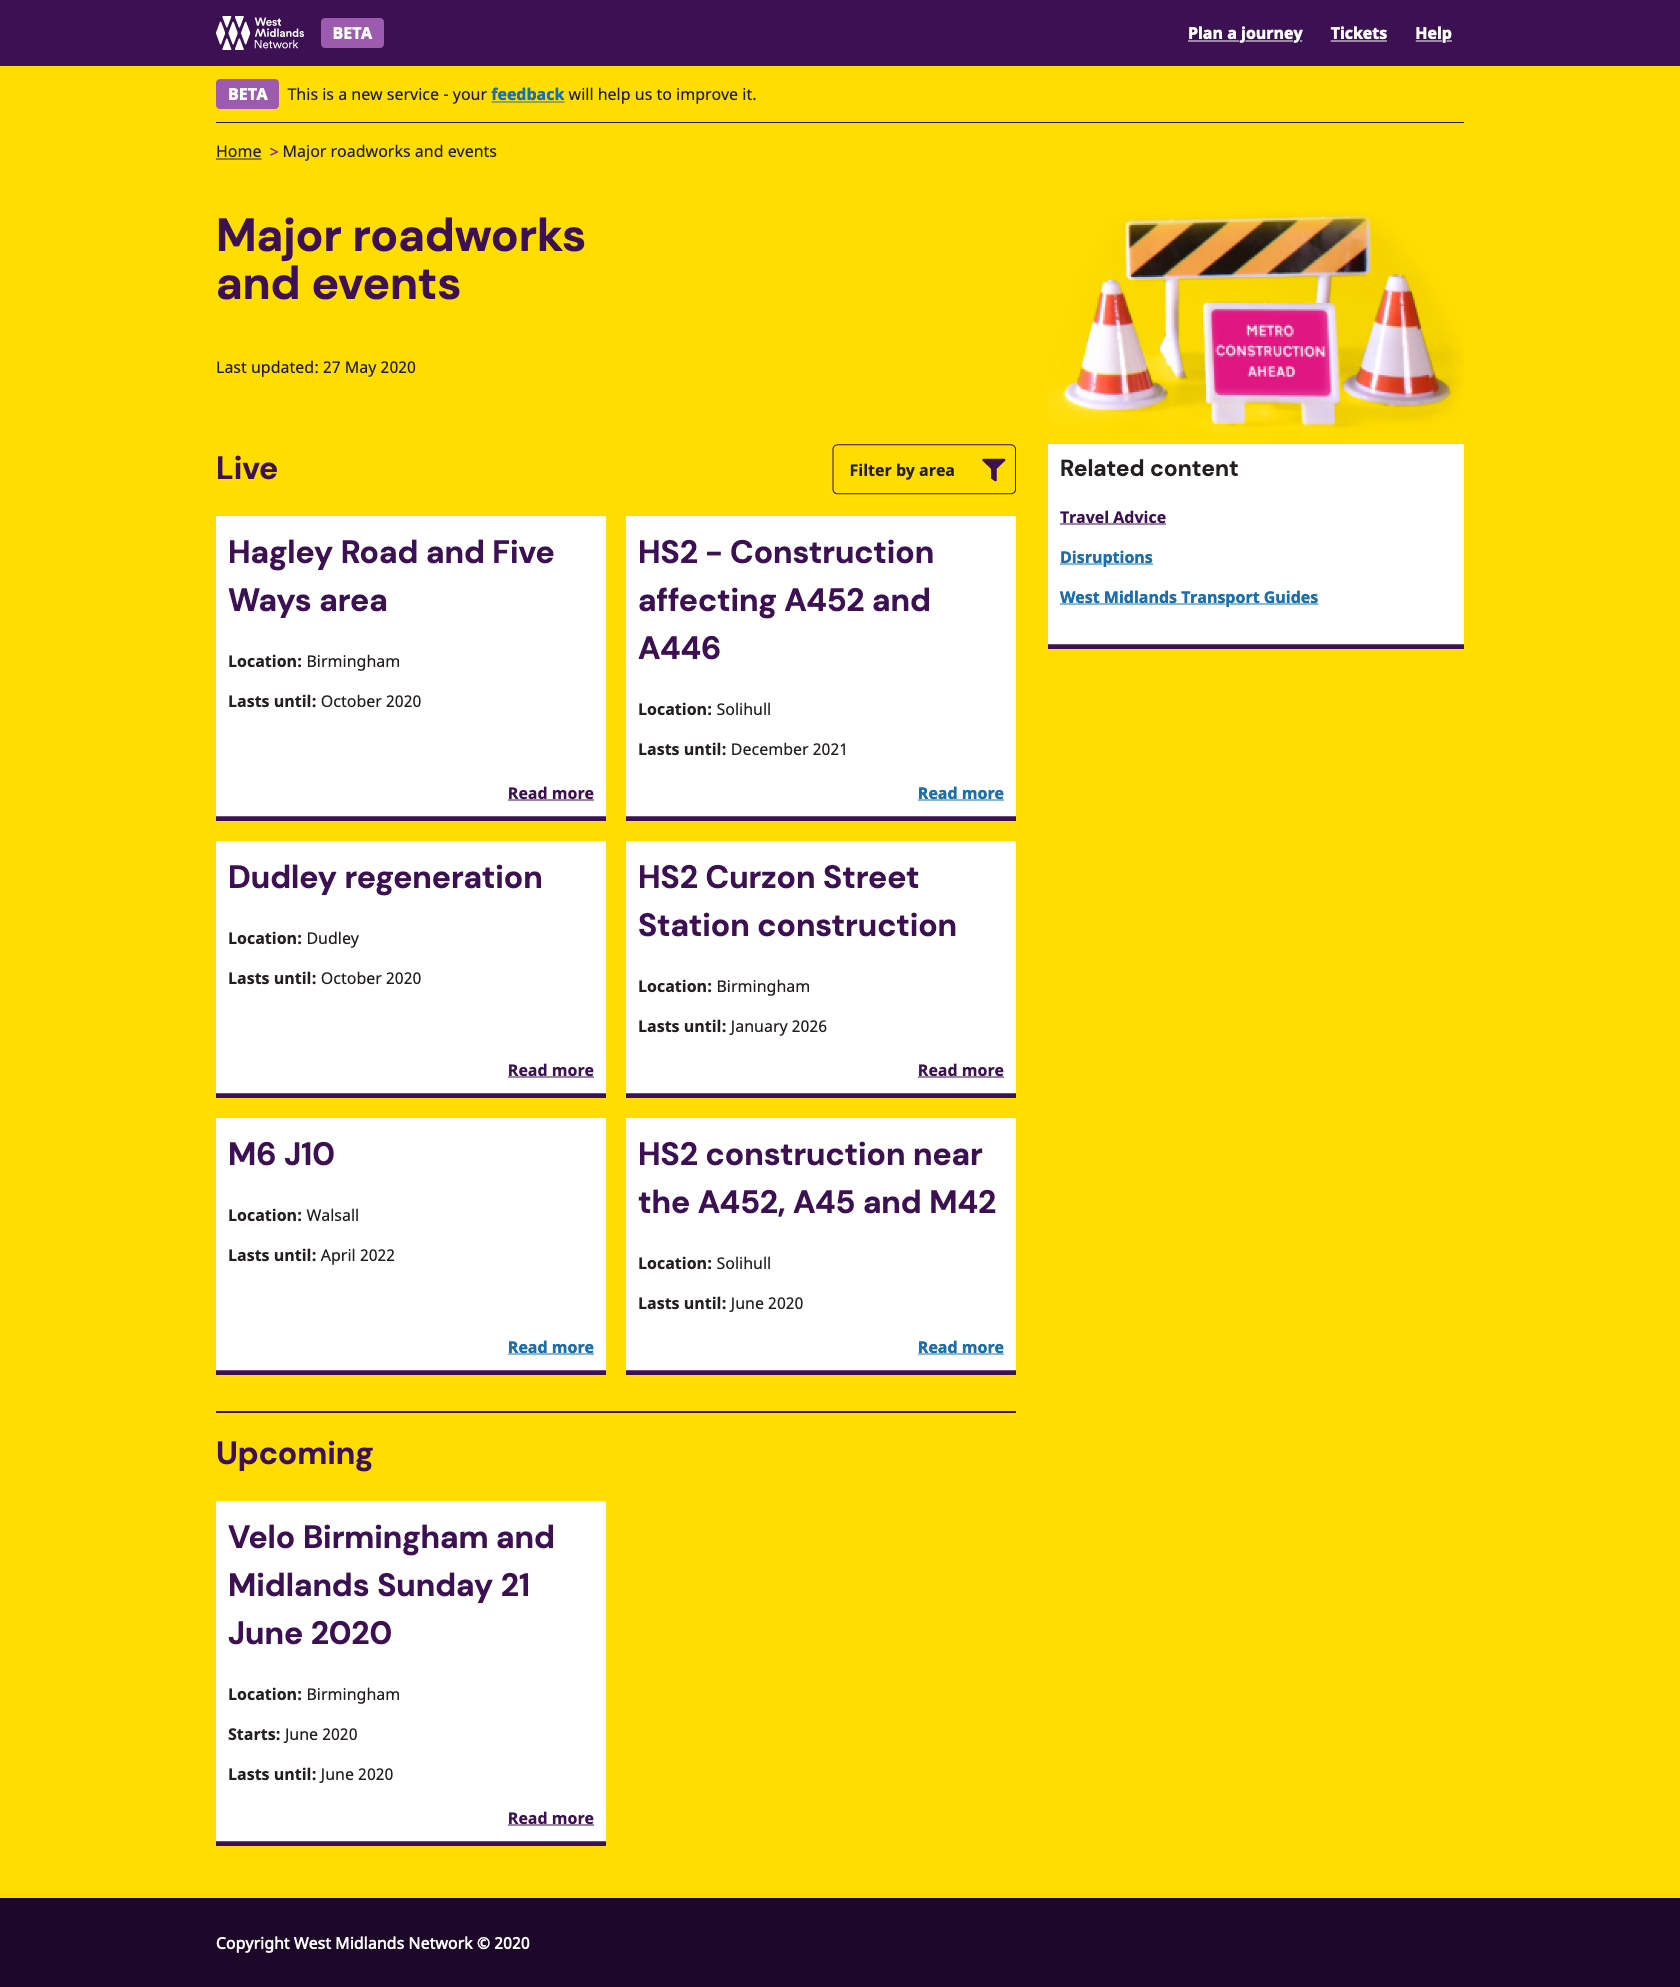 West
Midlands
Network
BETA
Plan a journey
Tickets
Help
BETA
This is a new service - your feedback will help us to improve it.
Home > Major roadworks and events
Major roadworks
and events
Last updated: 27 May 2020
METRO
CONSTRUCTION
AHEAD
Live
Filter by area
Hagley Road and Five
Ways area
Location: Birmingham
Lasts until: October 2020
Read more
HS2 - Construction
affecting A452 and
A446
Location: Solihull
Lasts until: December 2021
Read more
Dudley regeneration
Location: Dudley
Lasts until: October 2020
Read more
HS2 Curzon Street
Station construction
Location: Birmingham
Lasts until: January 2026
Read more
M6 J10
Location: Walsall
Lasts until: April 2022
Read more
HS2 construction near
the A452, A45 and M42
Location: Solihull
Lasts until: June 2020
Read more
Upcoming
Velo Birmingham and
Midlands Sunday 21
June 2020
Location: Birmingham
Starts: June 2020
Lasts until: June 2020
Read more
Related content
Travel Advice
Disruptions
West Midlands Transport Guides
Copyright West Midlands Network © 2020